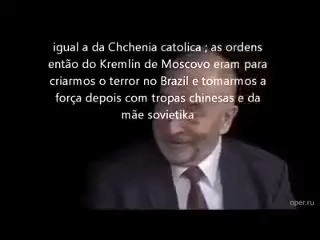 igual a da Chchenia catolica ; as ordens
então do Kremlin de Moscovo eram para
criarmos o terror no Brazil e tomarmos a
força depois com tropas chinesas e da
mãe sovietika
oper.ru